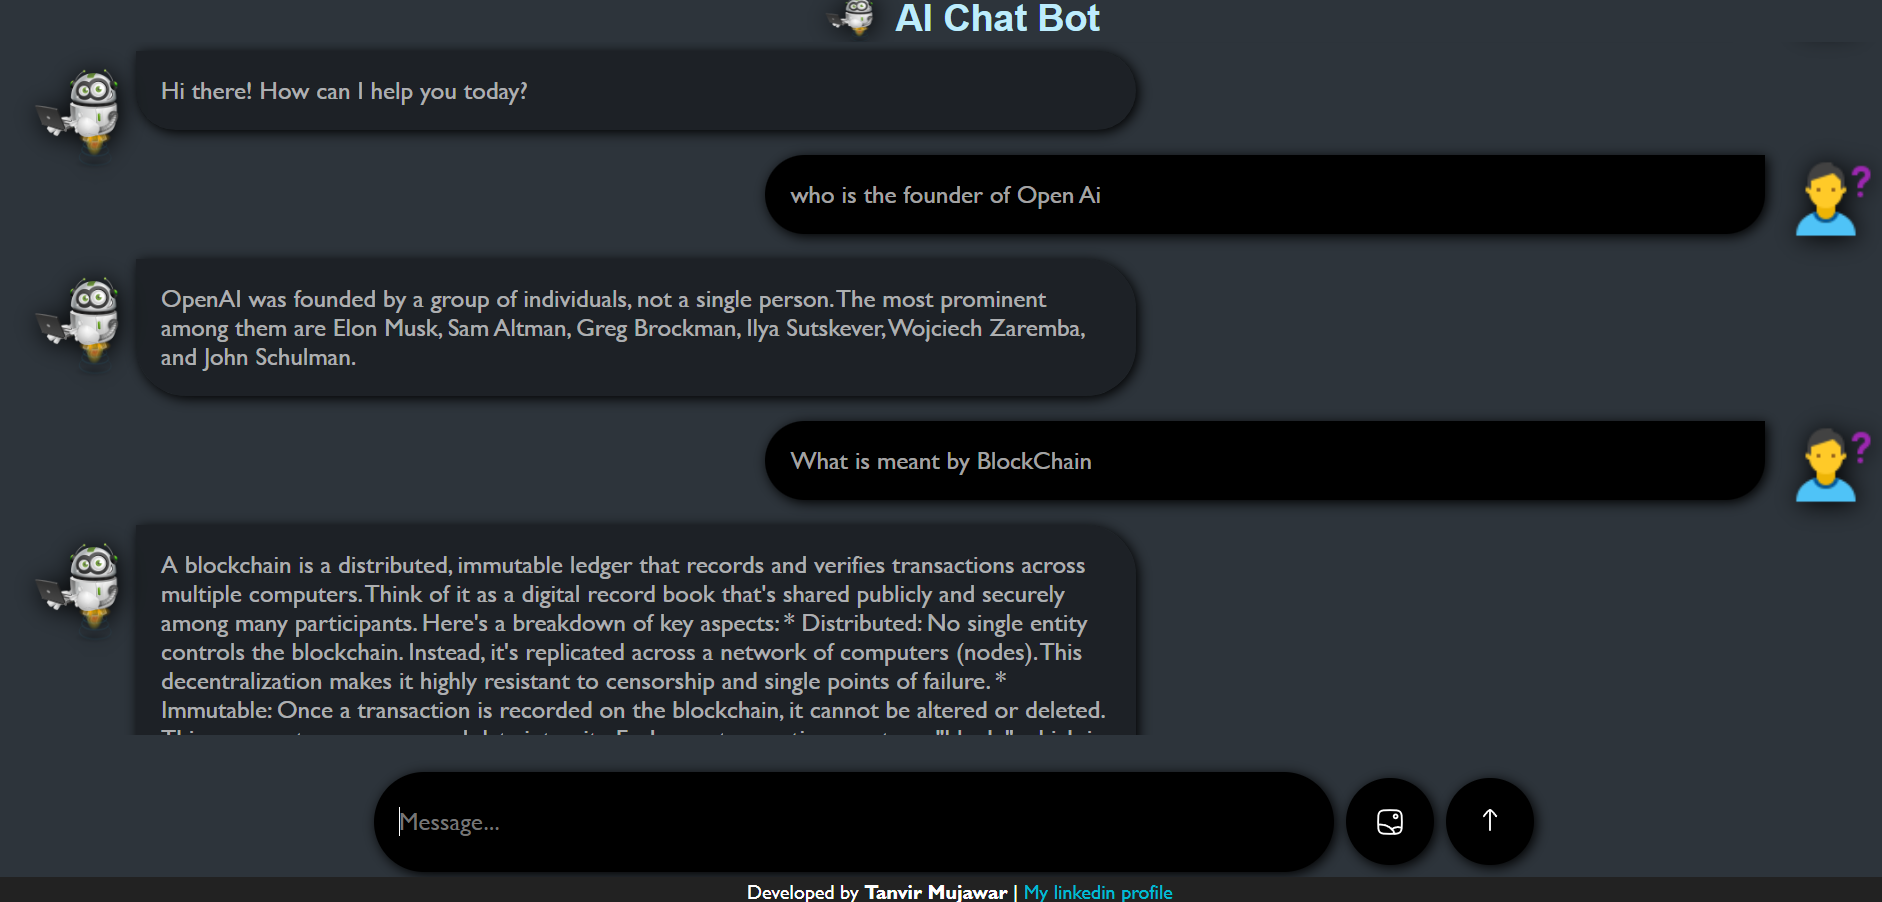 AI Chat Bot
Hi there! How can I help you today?
who is the founder of Open Ai
?
OpenAI was founded by a group of individuals, not a single person. The most prominent
among them are Elon Musk, Sam Altman, Greg Brockman, Ilya Sutskever, Wojciech Zaremba,
and John Schulman.
What is meant by BlockChain
?
A blockchain is a distributed, immutable ledger that records and verifies transactions across
multiple computers. Think of it as a digital record book that's shared publicly and securely
among many participants. Here's a breakdown of key aspects: * Distributed: No single entity
controls the blockchain. Instead, it's replicated across a network of computers (nodes). This
decentralization makes it highly resistant to censorship and single points of failure. *
Immutable: Once a transaction is recorded on the blockchain, it cannot be altered or deleted.
Message...
Developed by Tanvir Mujawar | My linkedin profile